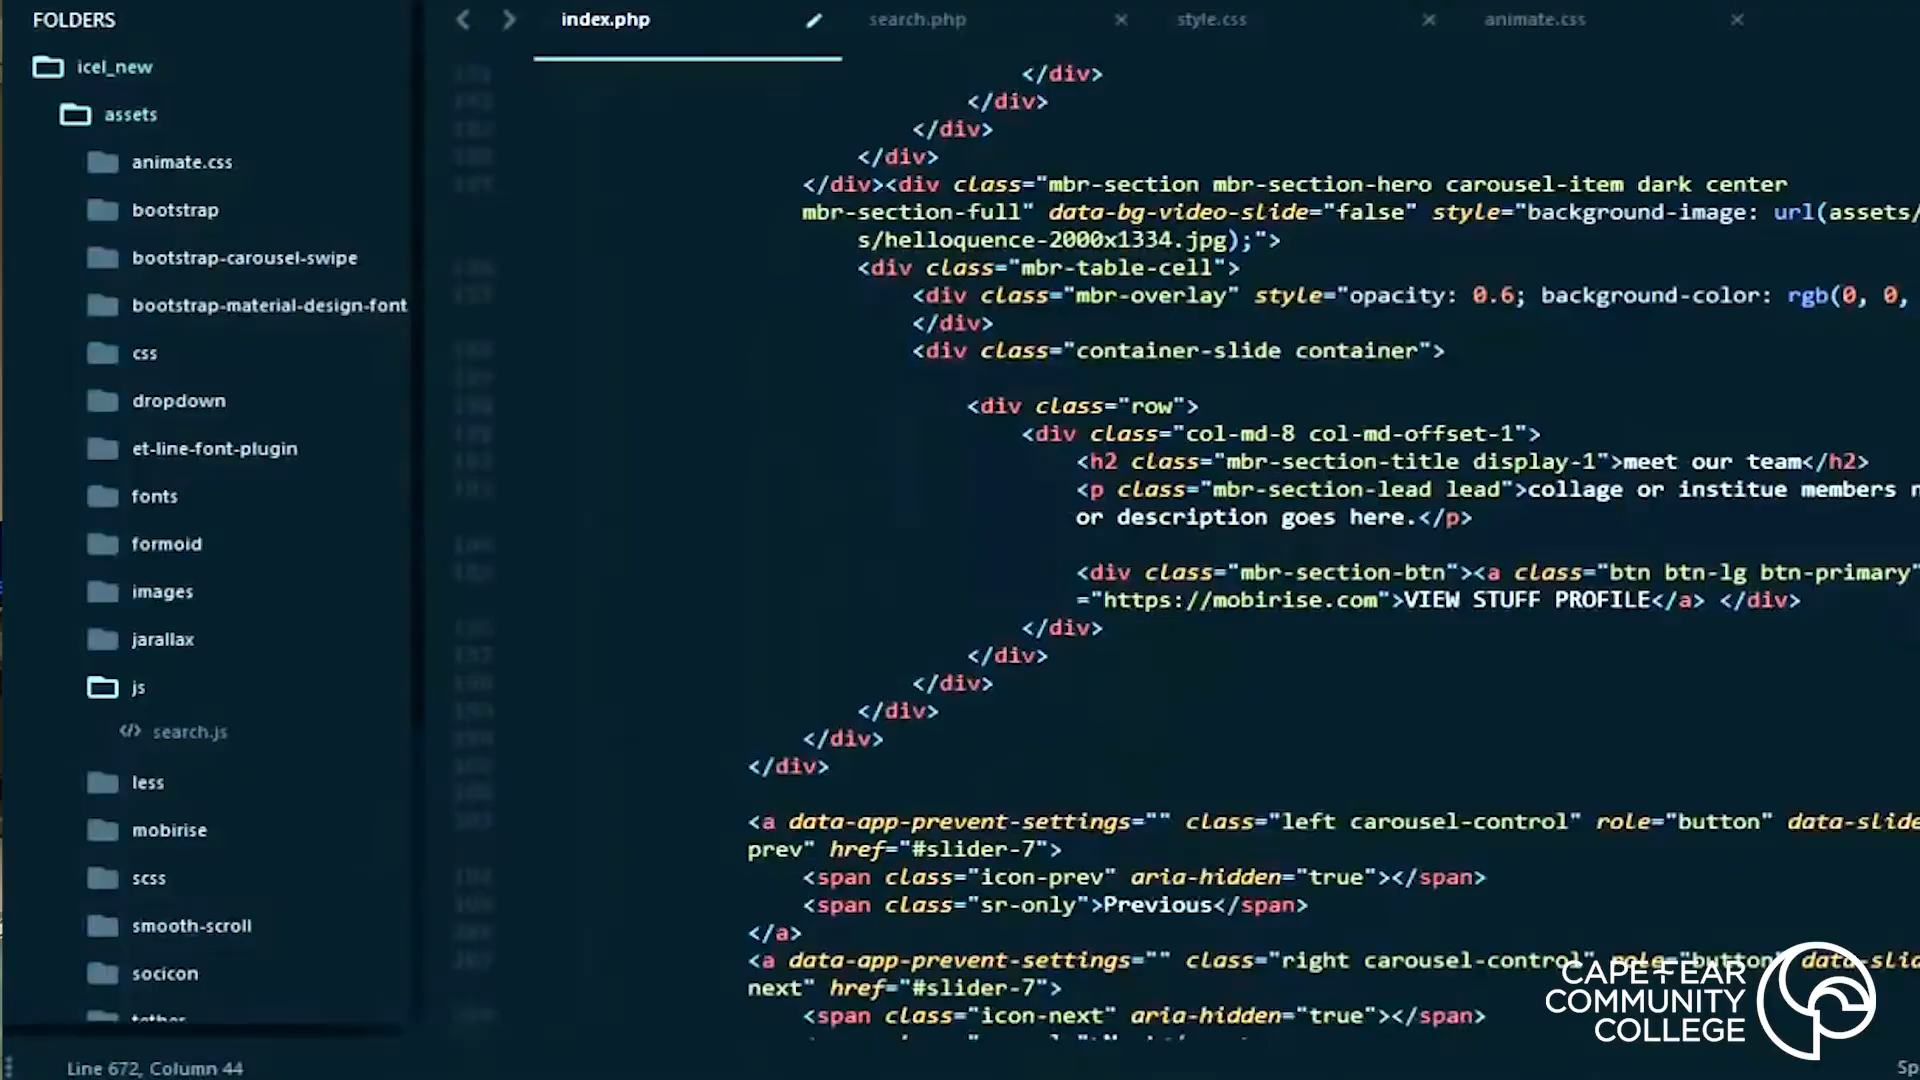 FOLDERS
icel_new
assets
animate.css
bootstrap
bootstrap-carousel-swipe
bootstrap-material-design-font
css
dropdown
et-line-font-plugin
fonts
formoid
images
jarallax
js
search.js
less
mobirise
scss
smooth-scroll
socicon
tether
Line 672, Column 44
index.php
search.php
style.css
animate.css
</div>
</div>
</div>
</div>
</div><div class="mbr-section mbr-section-hero carousel-item dark center
mbr-section-full" data-bg-video-slide="false" style="background-image: url(assets/
s/helloquence-2000x1334.jpg);">
<div class="mbr-table-cell">
<div class="mbr-overlay" style="opacity: 0.6; background-color: rgb(0, 0,
</div>
<div class="container-slide container">
<div class="row">
<div class="col-md-8 col-md-offset-1">
<h2 class="mbr-section-title display-1">meet our team</h2>
<p class="mbr-section-lead lead">collage or institue members
or description goes here.</p>
<div class="mbr-section-btn"><a class="btn btn-lg btn-primary"
="https://mobirise.com">VIEW STUFF PROFILE</a> </div>
</div>
</div>
</div>
</div>
</div>
</div>
<a data-app-prevent-settings="" class="left carousel-control" role="button" data-slide
prev" href="#slider-7">
<span class="icon-prev" aria-hidden="true"></span>
<span class="sr-only">Previous</span>
</a>
<a data-app-prevent-settings="" class="right carousel-control" role="button" data-slid
next" href="#slider-7">
<span class="icon-next" aria-hidden="true"></span>
CAPE FEAR
COMMUNITY
COLLEGE
Sp